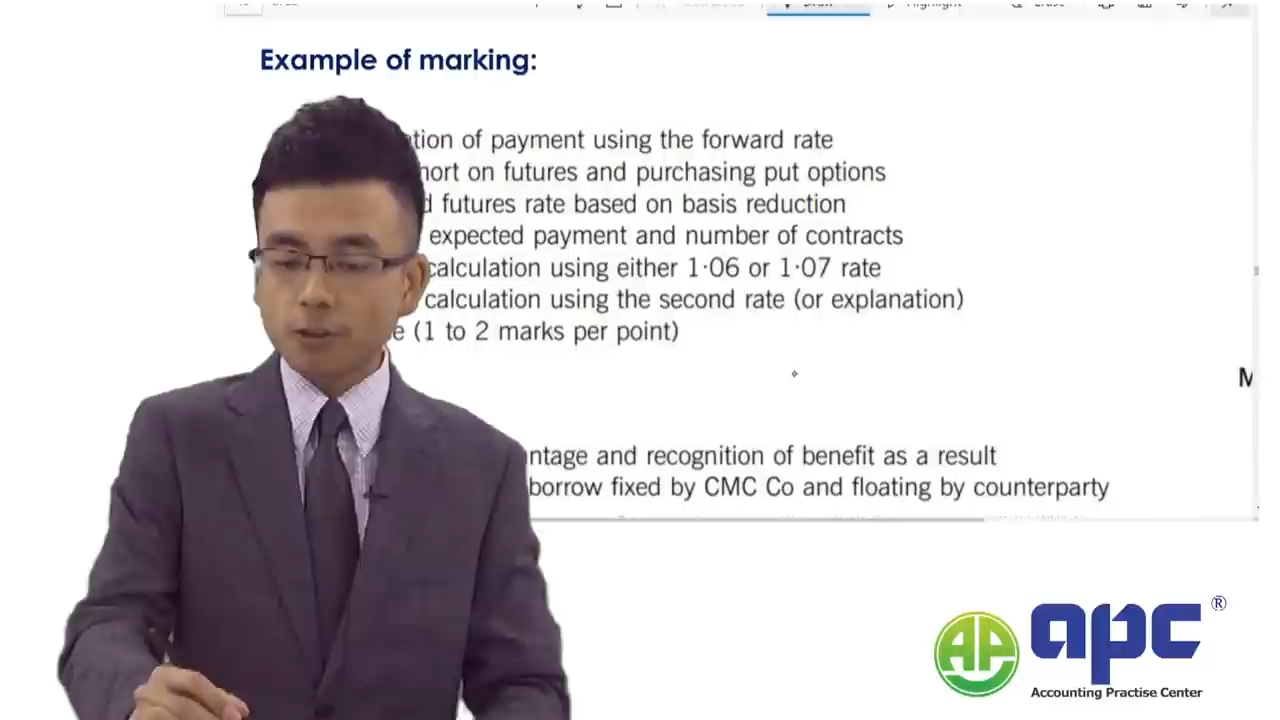 Example of marking:
of payment using the forward rate
on futures and purchasing put options
futures rate based on basis reduction
expected payment and number of contracts
calculation using either 1·06 or 1·07 rate
calculation using the second rate (or explanation)
(1 to 2 marks per point)
and recognition of benefit as a result
borrow fixed by CMC Co and floating by counterparty
AP
apc®
Accounting Practise Center